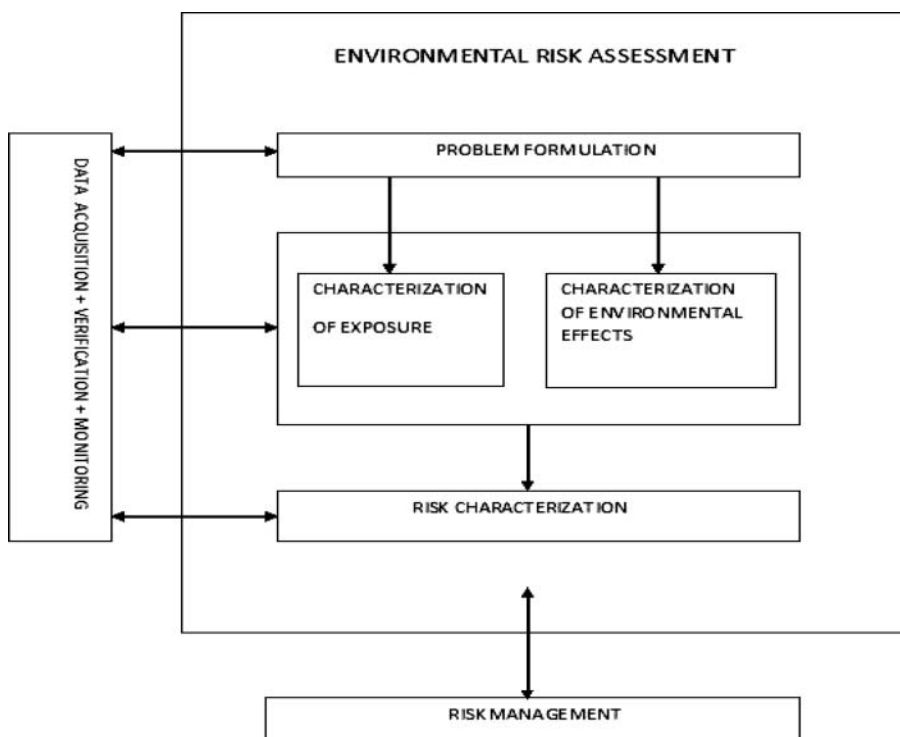 ENVIRONMENTAL RISK ASSESSMENT
PROBLEM FORMULATION
DATA ACQUISITION + VERIFICATION + MONITORING
CHARACTERIZATION
OF EXPOSURE
CHARACTERIZATION
OF ENVIRONMENTAL
EFFECTS
RISK CHARACTERIZATION
RISK MANAGEMENT